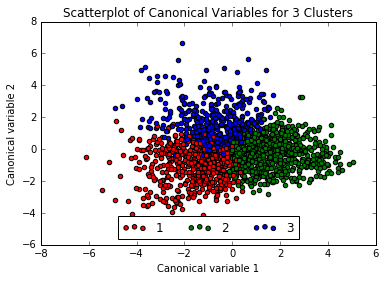 Scatterplot of Canonical Variables for 3 Clusters
8
6
4
2
0
−2
−4
−6
Canonical variable 2
1 2 3
−8 −6 −4 −2 0 2 4 6
Canonical variable 1